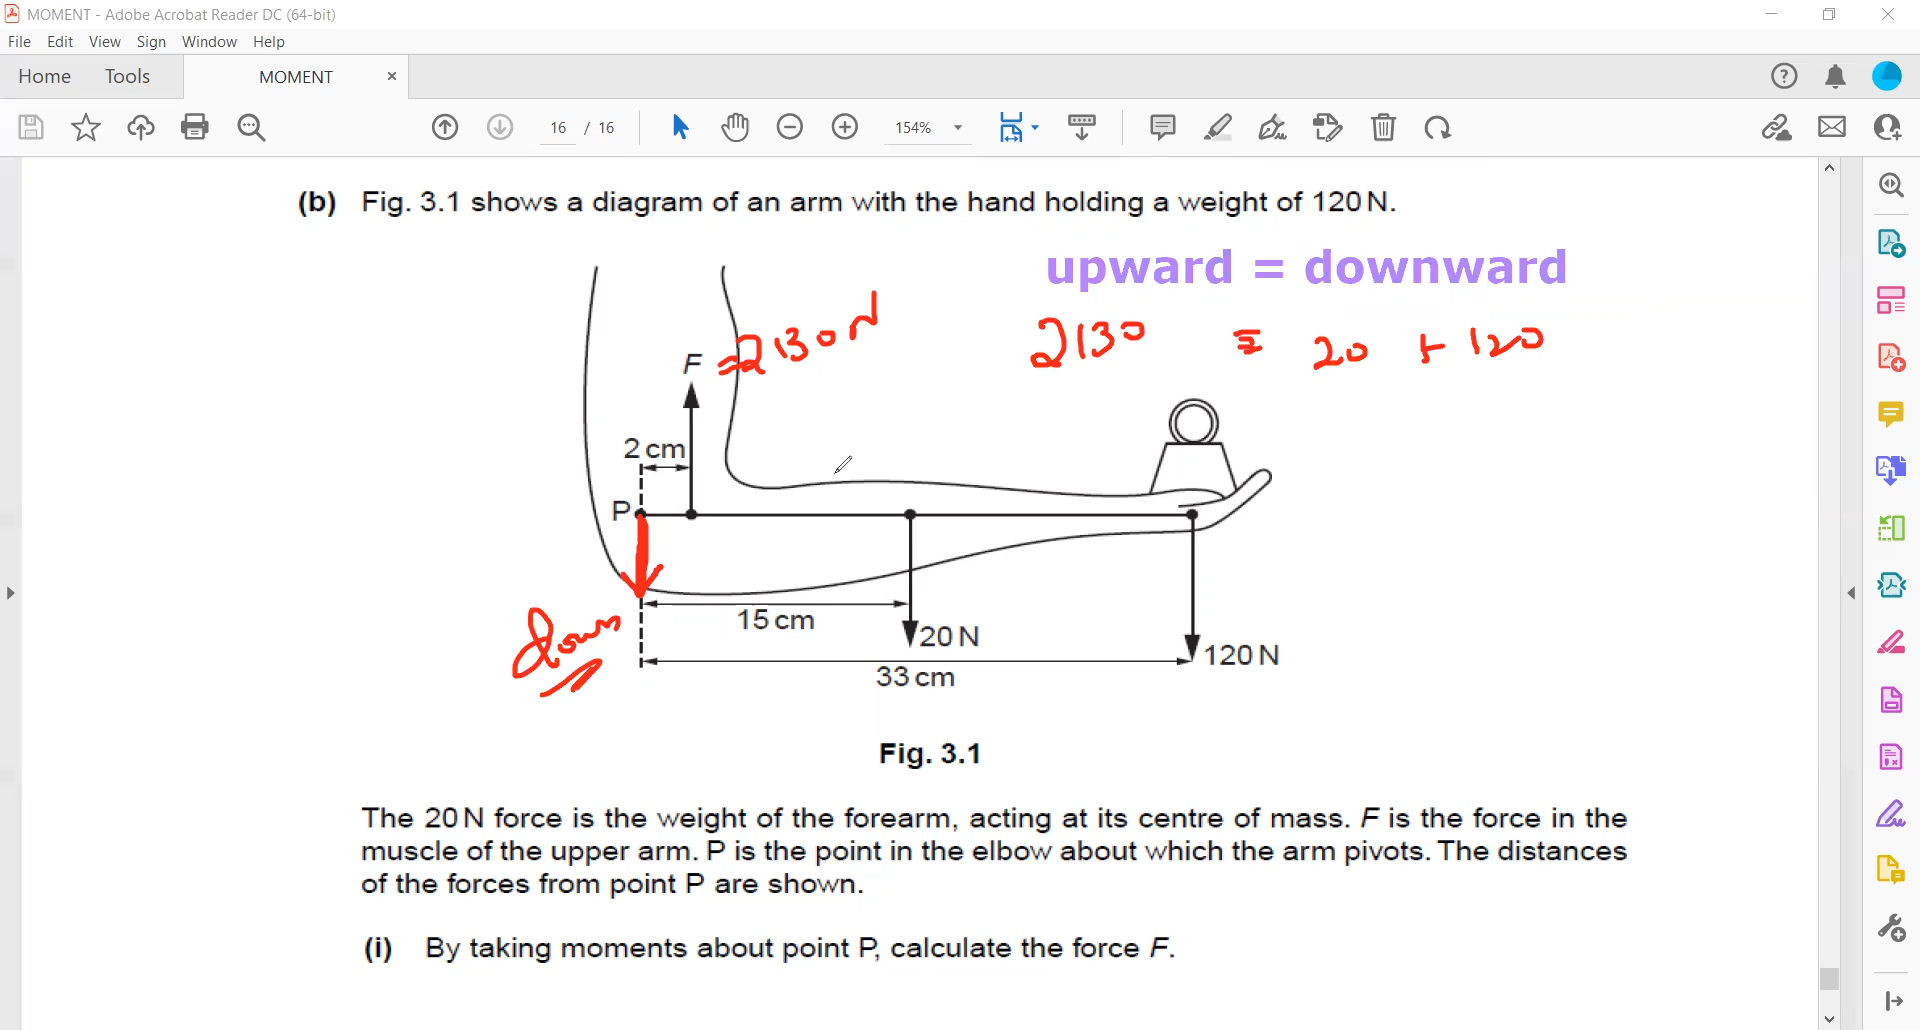 MOMENT - Adobe Acrobat Reader DC (64-bit)
File Edit View Sign Window Help
Home Tools MOMENT ×
16 / 16 154%
(b) Fig. 3.1 shows a diagram of an arm with the hand holding a weight of 120 N.
upward = downward
2130 = 20 + 120
F = 2130 N
2 cm
P
down
15 cm
20 N
120 N
33 cm
Fig. 3.1
The 20 N force is the weight of the forearm, acting at its centre of mass. F is the force in the
muscle of the upper arm. P is the point in the elbow about which the arm pivots. The distances
of the forces from point P are shown.
(i) By taking moments about point P, calculate the force F.